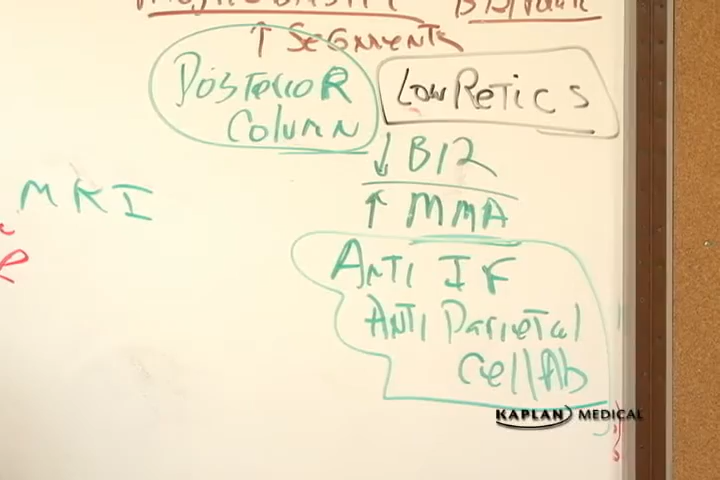 ↑ SEGMENTS
POSTERIOR
COLUMN
LOW RETICS
↓ B12
↑ MMA
MRI
ANTI IF
ANTI Parietal
Cell Ab
KAPLAN MEDICAL